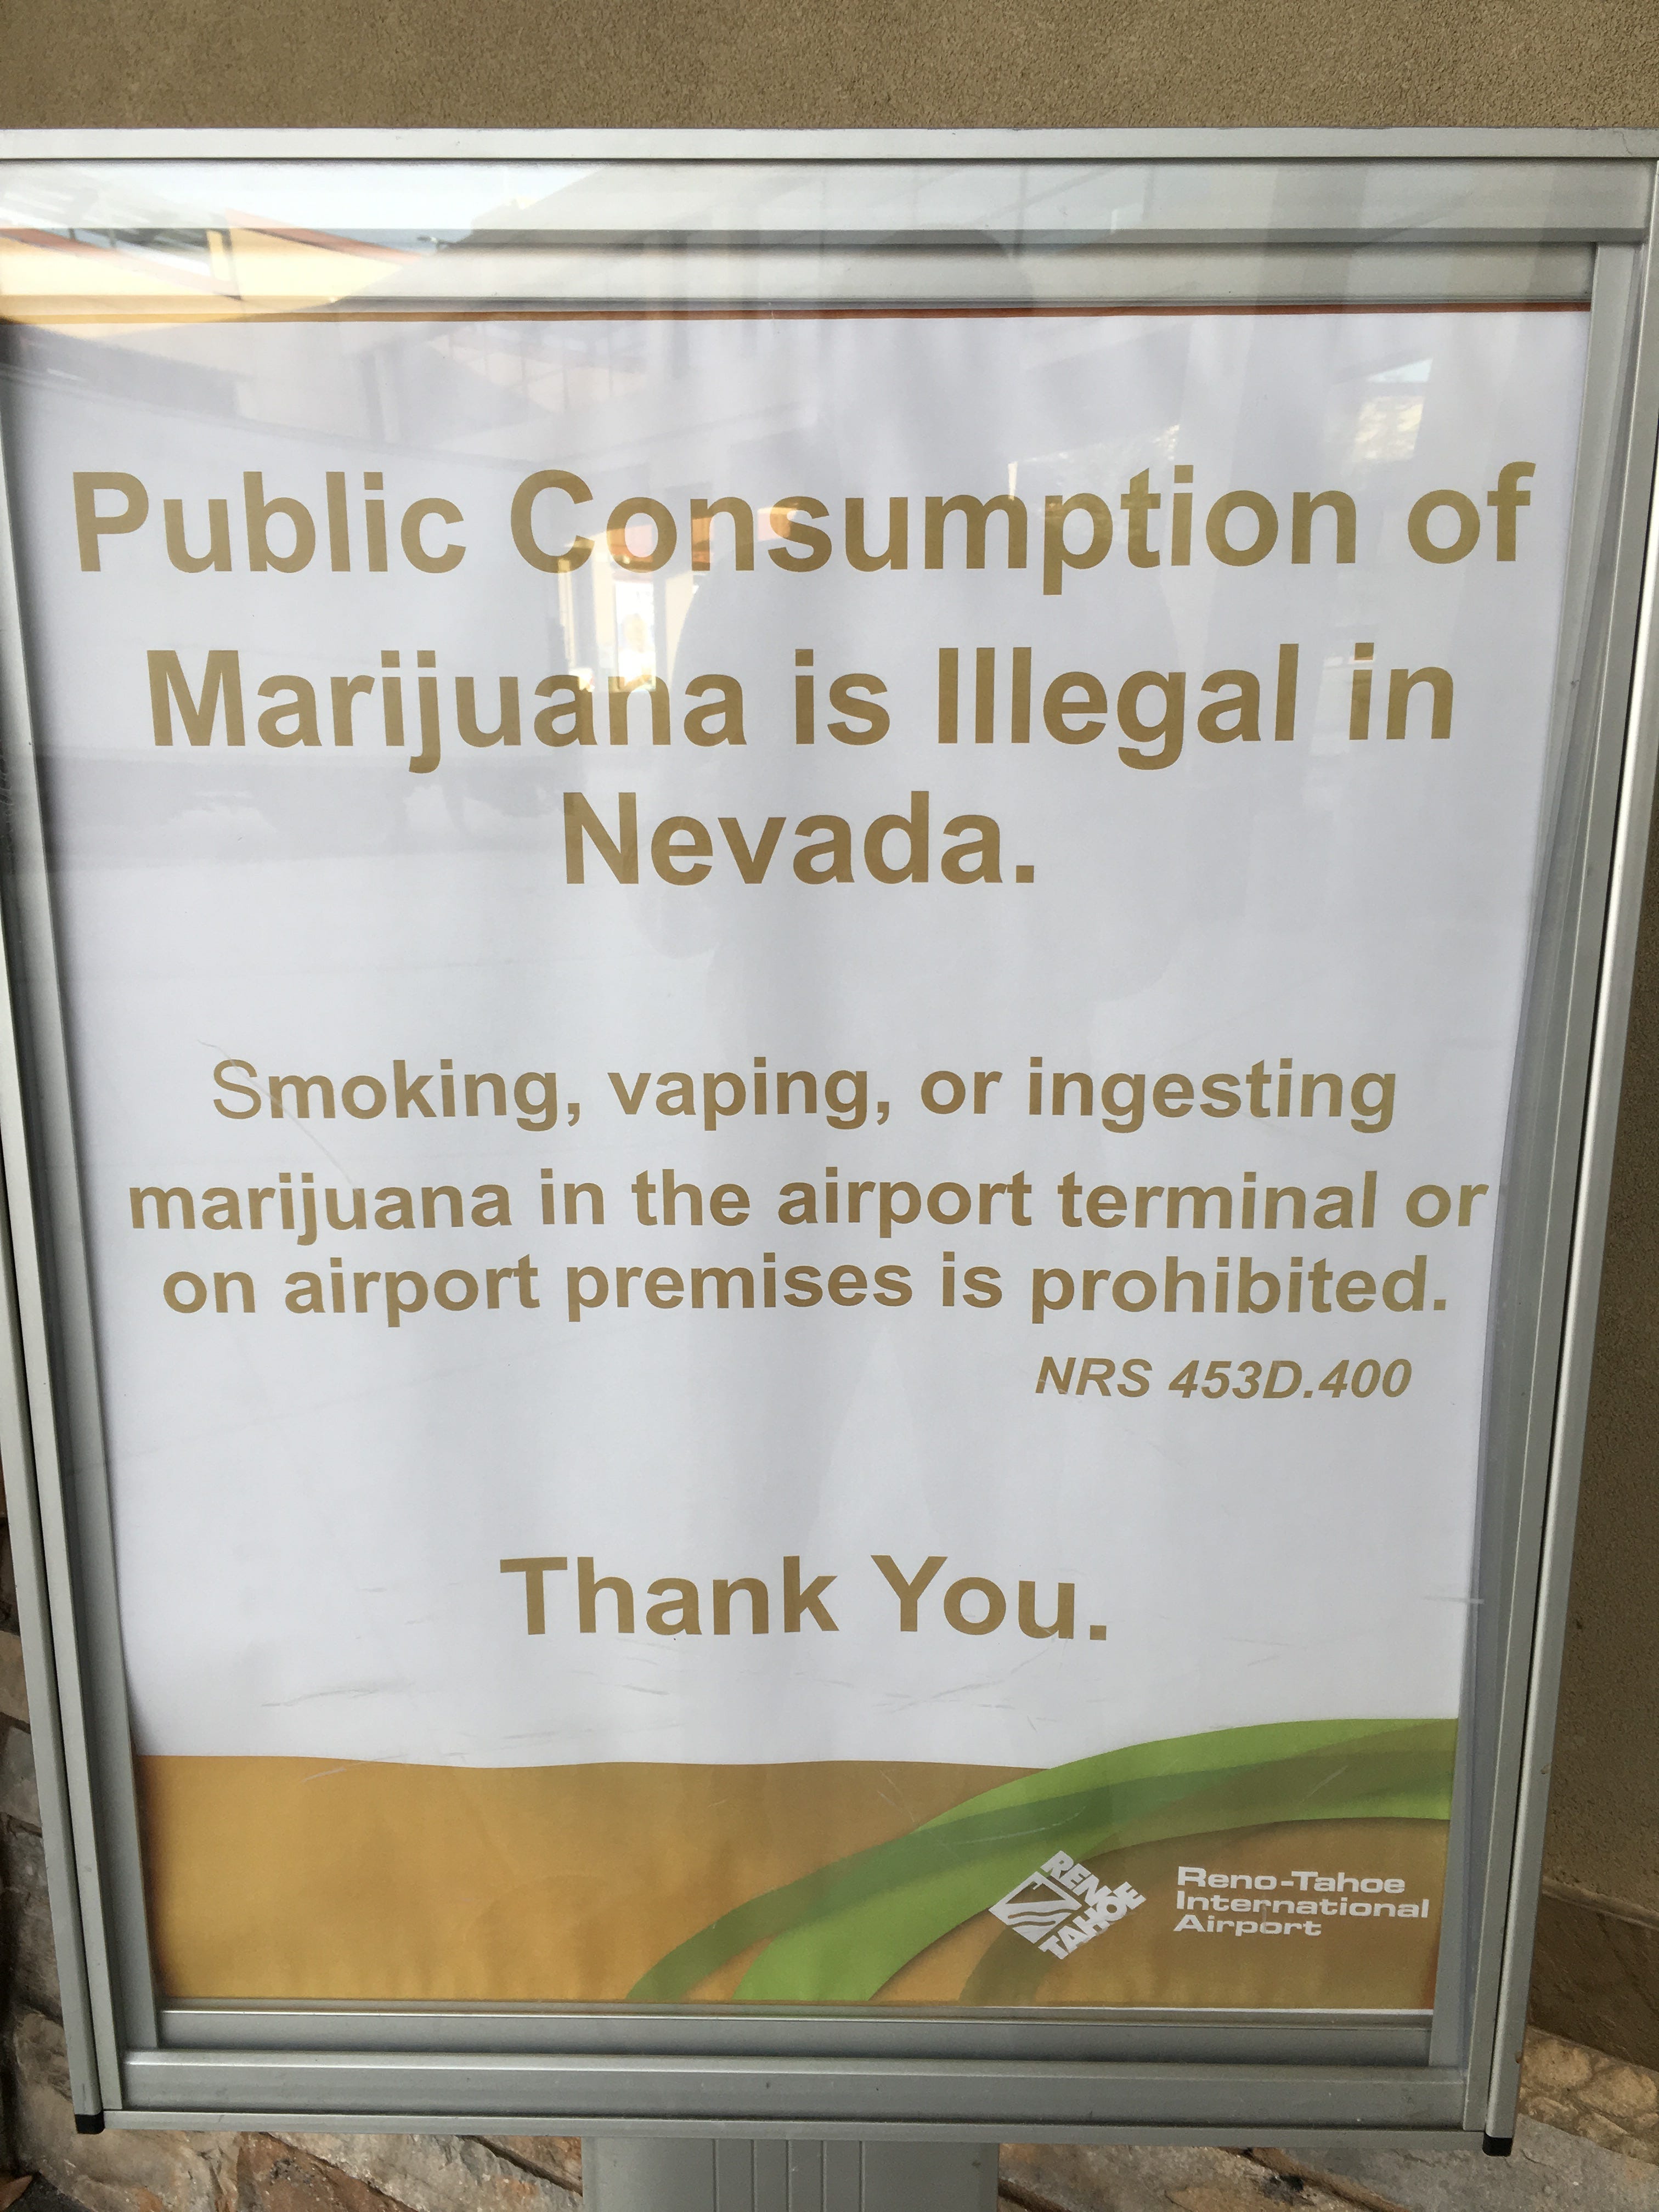 Public Consumption of
Marijuana is Illegal in
Nevada.
Smoking, vaping, or ingesting
marijuana in the airport terminal or
on airport premises is prohibited.
NRS 453D.400
Thank You.
RENO
TAHOE
Reno-Tahoe
International
Airport